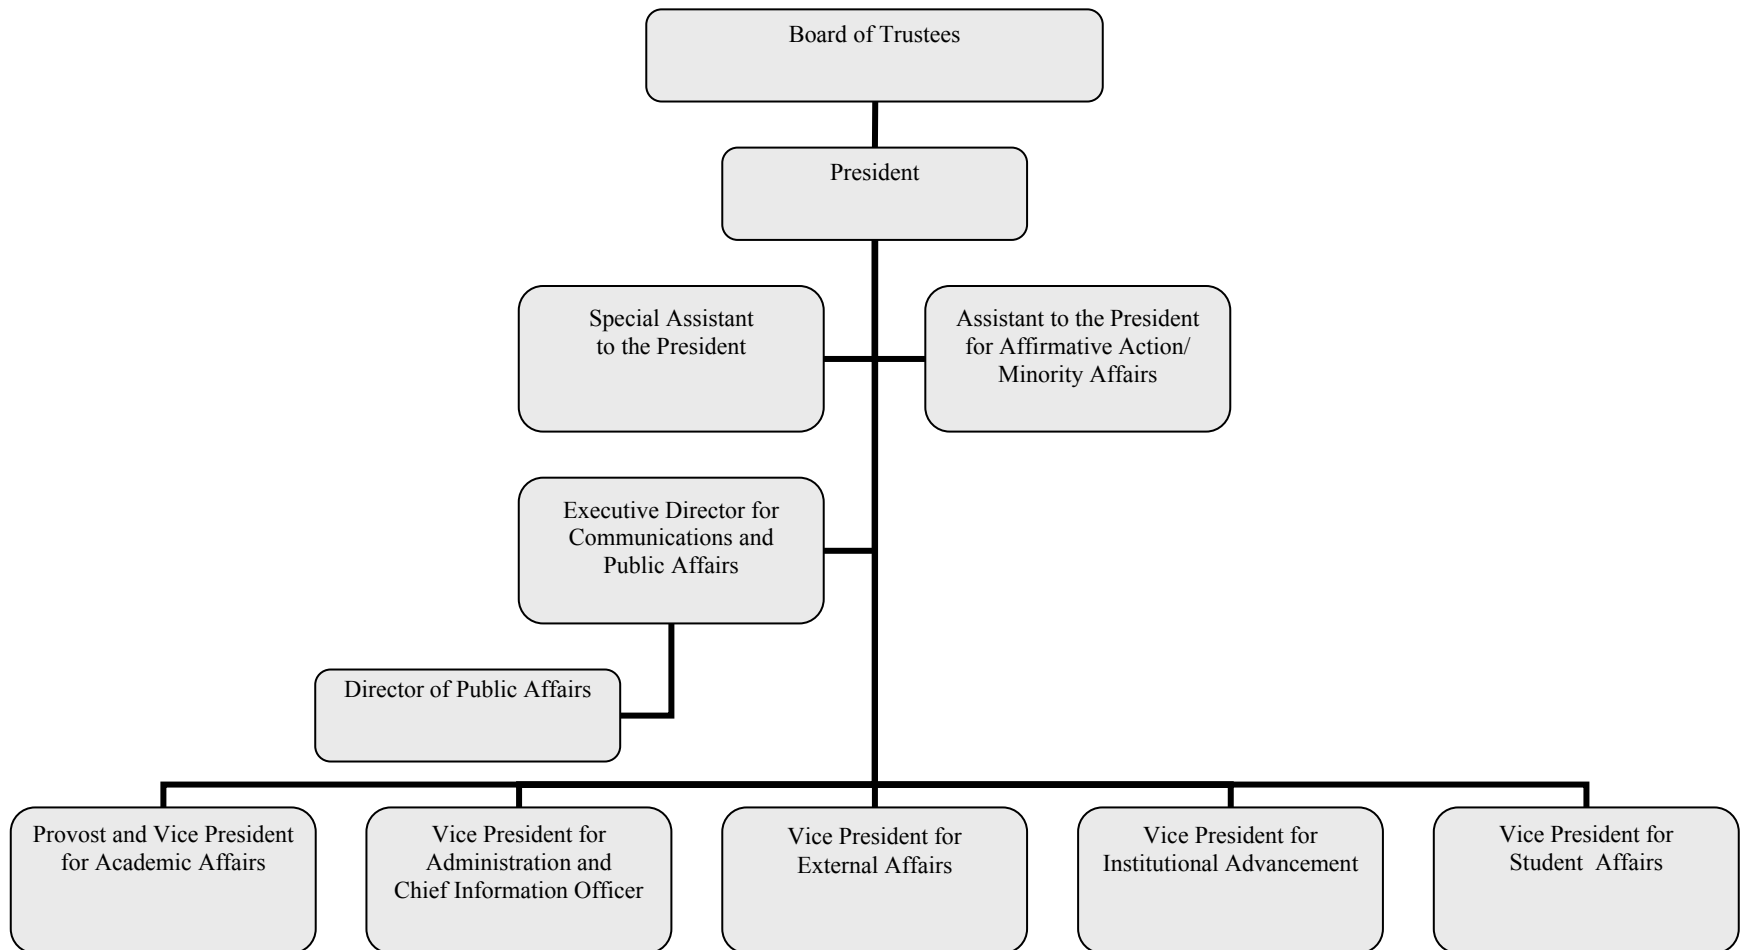 Board of Trustees
President
Special Assistant
to the President
Assistant to the President
for Affirmative Action/
Minority Affairs
Executive Director for
Communications and
Public Affairs
Director of Public Affairs
Provost and Vice President
for Academic Affairs
Vice President for
Administration and
Chief Information Officer
Vice President for
External Affairs
Vice President for
Institutional Advancement
Vice President for
Student  Affairs